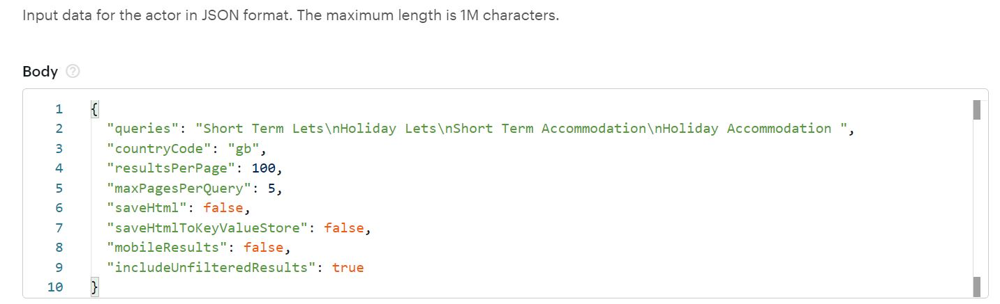 Input data for the actor in JSON format. The maximum length is 1M characters.
Body ?
1 {
2 "queries": "Short Term Lets\nHoliday Lets\nShort Term Accommodation\nHoliday Accommodation ",
3 "countryCode": "gb",
4 "resultsPerPage": 100,
5 "maxPagesPerQuery": 5,
6 "saveHtml": false,
7 "saveHtmlToKeyValueStore": false,
8 "mobileResults": false,
9 "includeUnfilteredResults": true
10 }